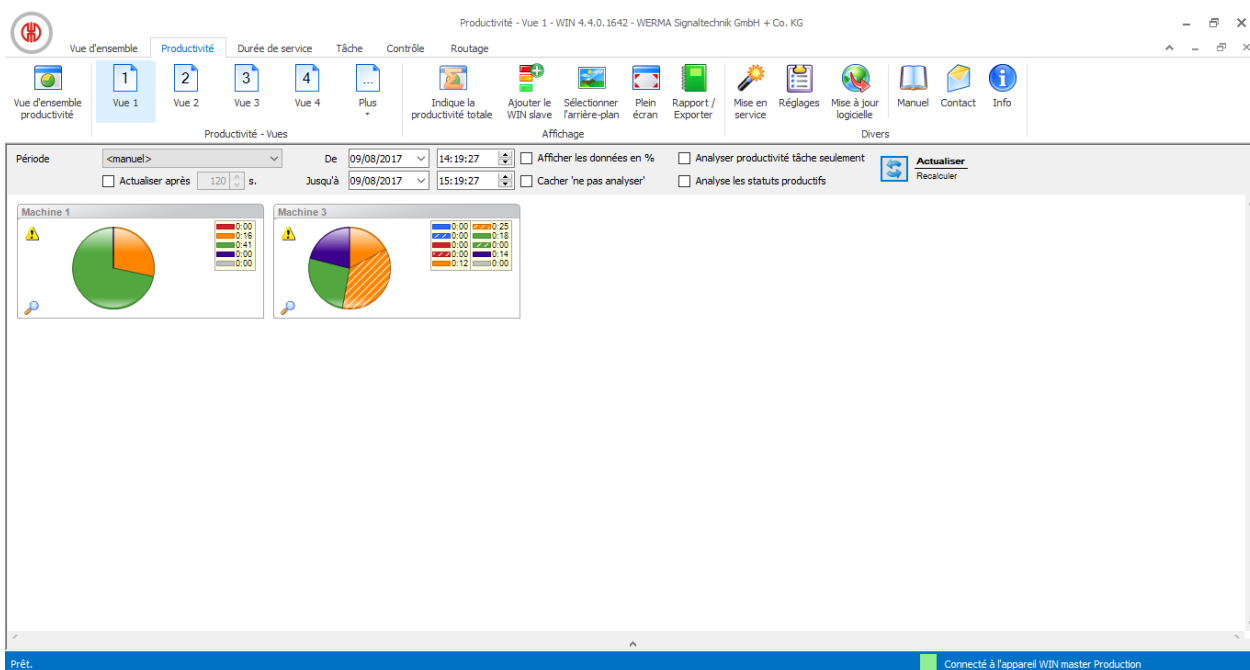 Productivité - Vue 1 - WIN 4.4.0.1642 - WERMA Signaltechnik GmbH + Co. KG
Vue d'ensemble Productivité Durée de service Tâche Contrôle Routage
1 2 3 4 ...
Vue d'ensemble productivité
Vue 1
Vue 2
Vue 3
Vue 4
Plus
Indique la productivité totale
Ajouter le WIN slave
Sélectionner l'arrière-plan
Plein écran
Rapport / Exporter
Mise en service
Réglages
Mise à jour logicielle
Manuel
Contact
Info
Productivité - Vues
Affichage
Divers
Période <manuel> De 09/08/2017 14:19:27 Afficher les données en % Analyser productivité tâche seulement Actualiser
Actualiser après 120 s. Jusqu'à 09/08/2017 15:19:27 Cacher 'ne pas analyser' Analyse les statuts productifs Recalculer
Machine 1
0:00
0:16
0:41
0:00
0:00
Machine 3
0:00 0:25
0:00 0:18
0:00 0:00
0:00 0:14
0:12 0:00
Prêt.
Connecté à l'appareil WIN master Production